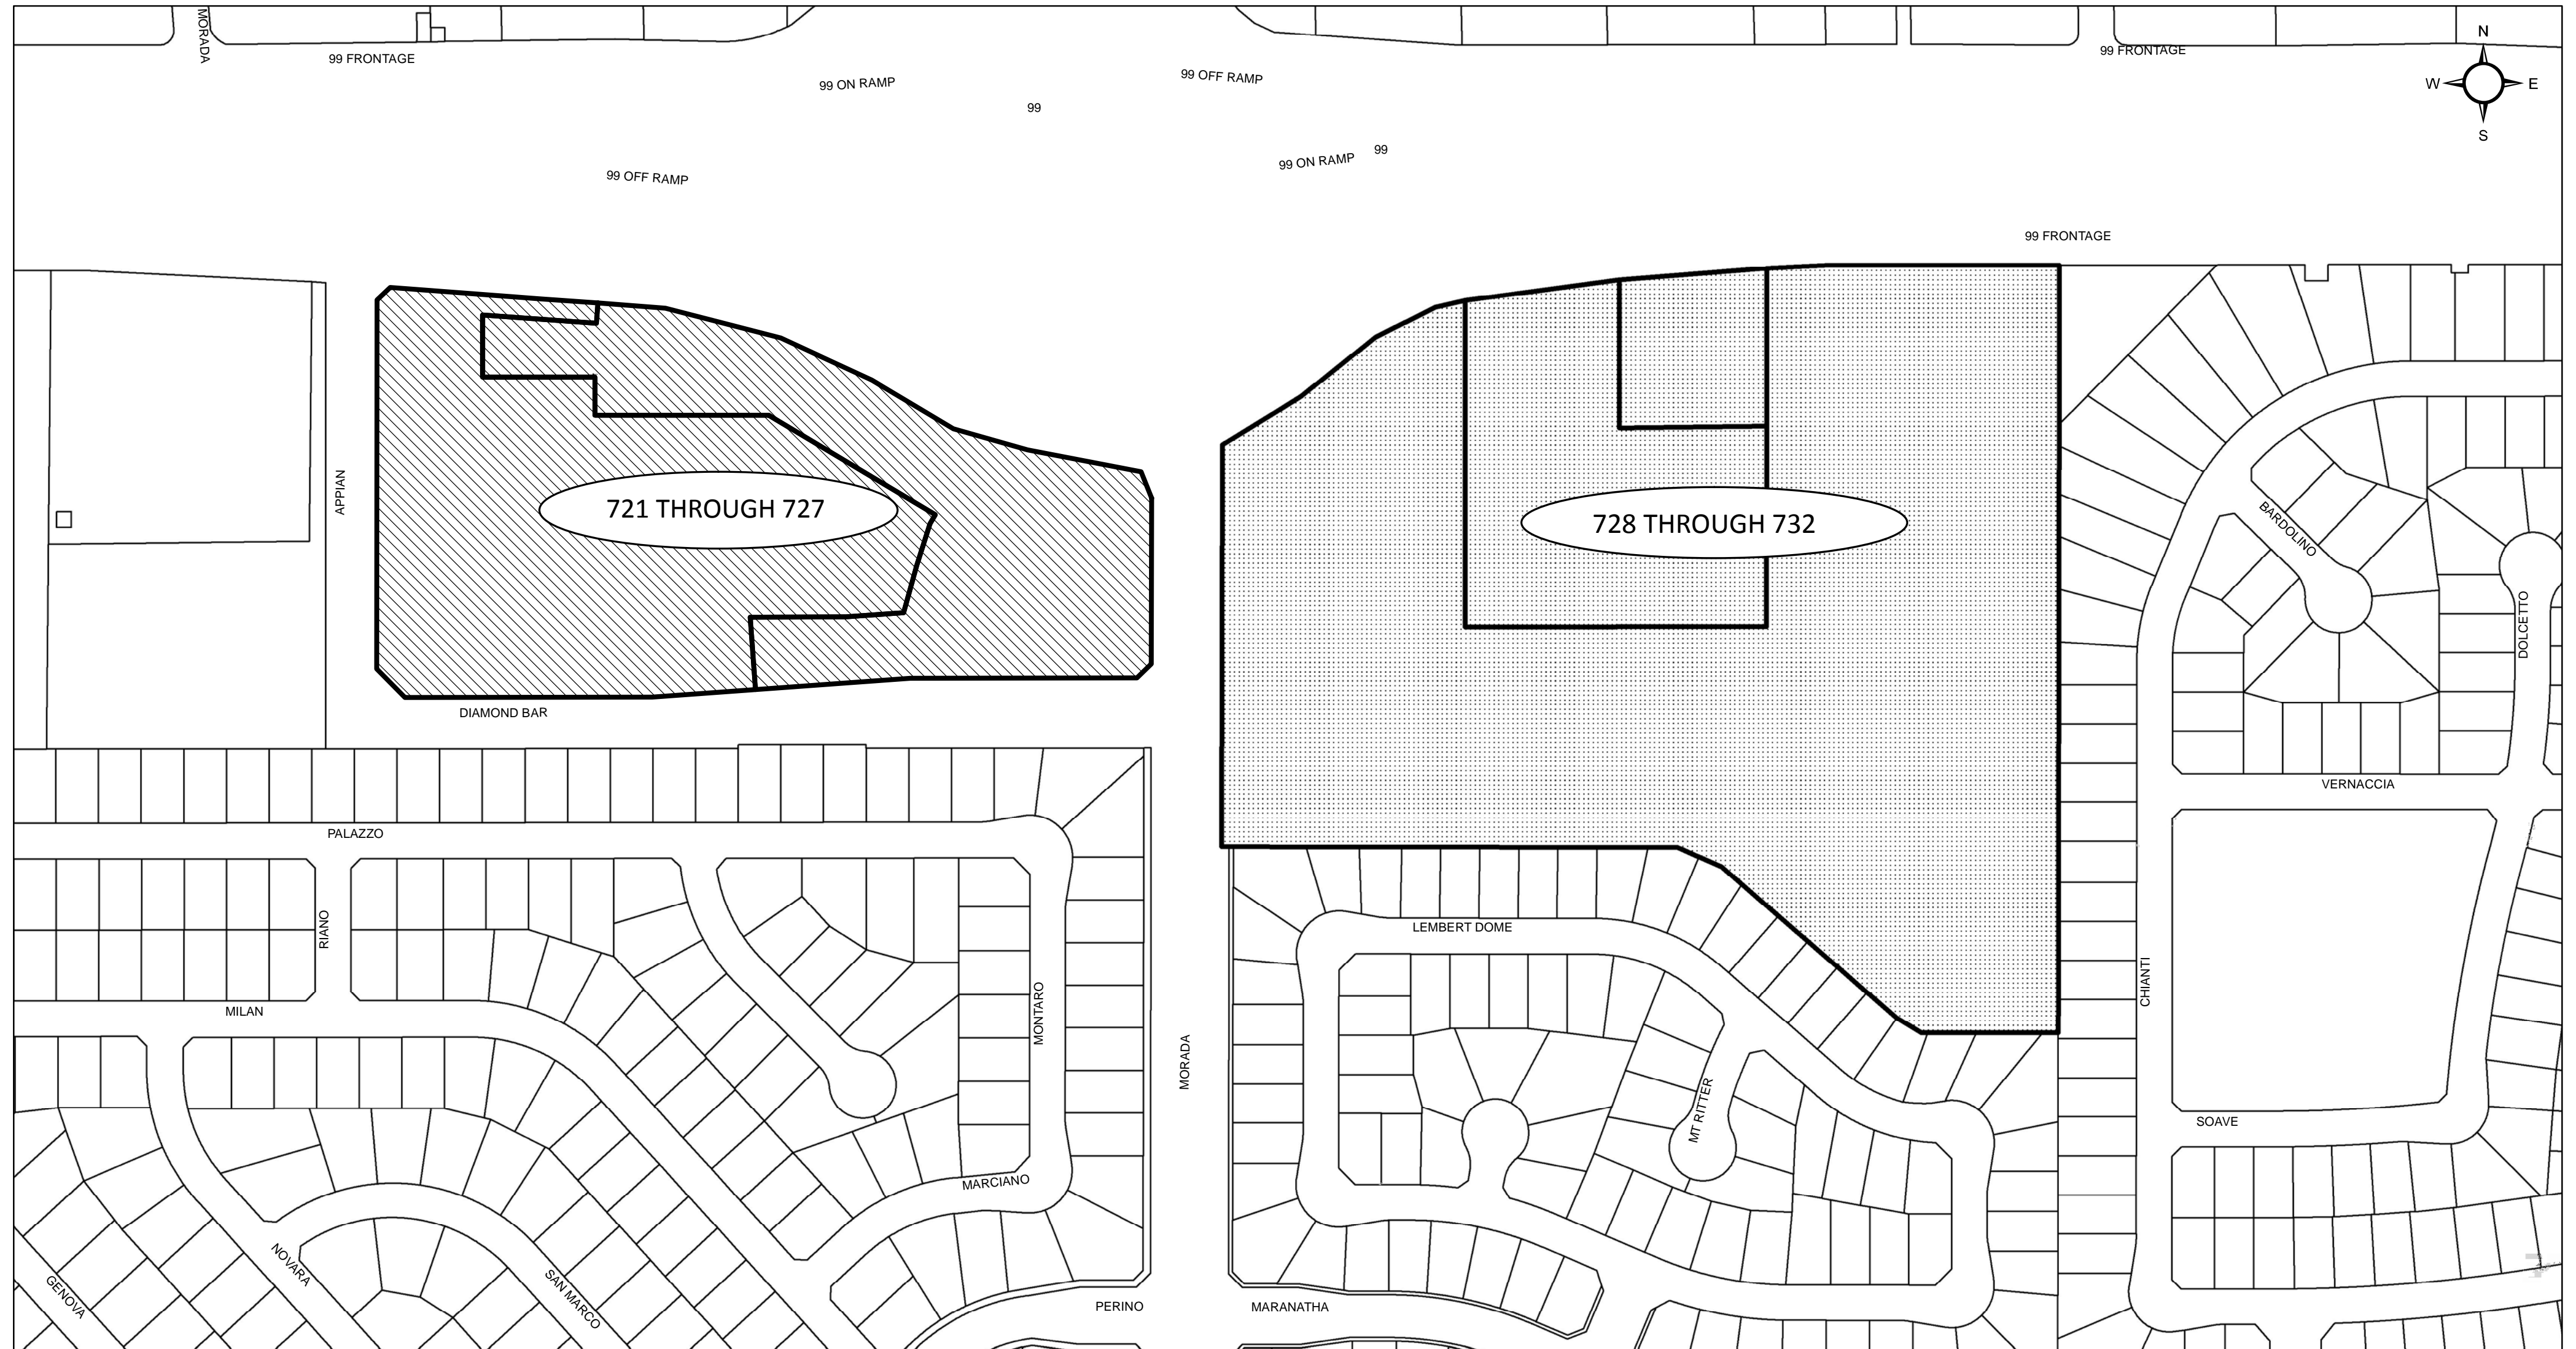 MORADA
99 FRONTAGE
99 ON RAMP
99
99 OFF RAMP
99 FRONTAGE
N
W
E
S
99 OFF RAMP
99 ON RAMP
99
99 FRONTAGE
APPIAN
721 THROUGH 727
728 THROUGH 732
BARDOLINO
DOLCETTO
DIAMOND BAR
VERNACCIA
PALAZZO
RIANO
LEMBERT DOME
MILAN
MONTARO
MORADA
CHIANTI
MT RITTER
SOAVE
MARCIANO
NOVARA
GENOVA
SAN MARCO
PERINO
MARANATHA